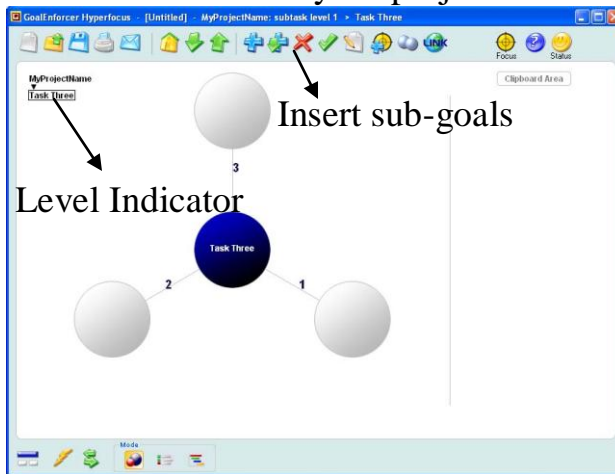 GoalEnforcer Hyperfocus - [Untitled] - MyProjectName: subtask level 1 > Task Three
LINK
Focus
Status
MyProjectName
Task Three
Clipboard Area
Insert sub-goals
3
Level Indicator
Task Three
2
1
Mode